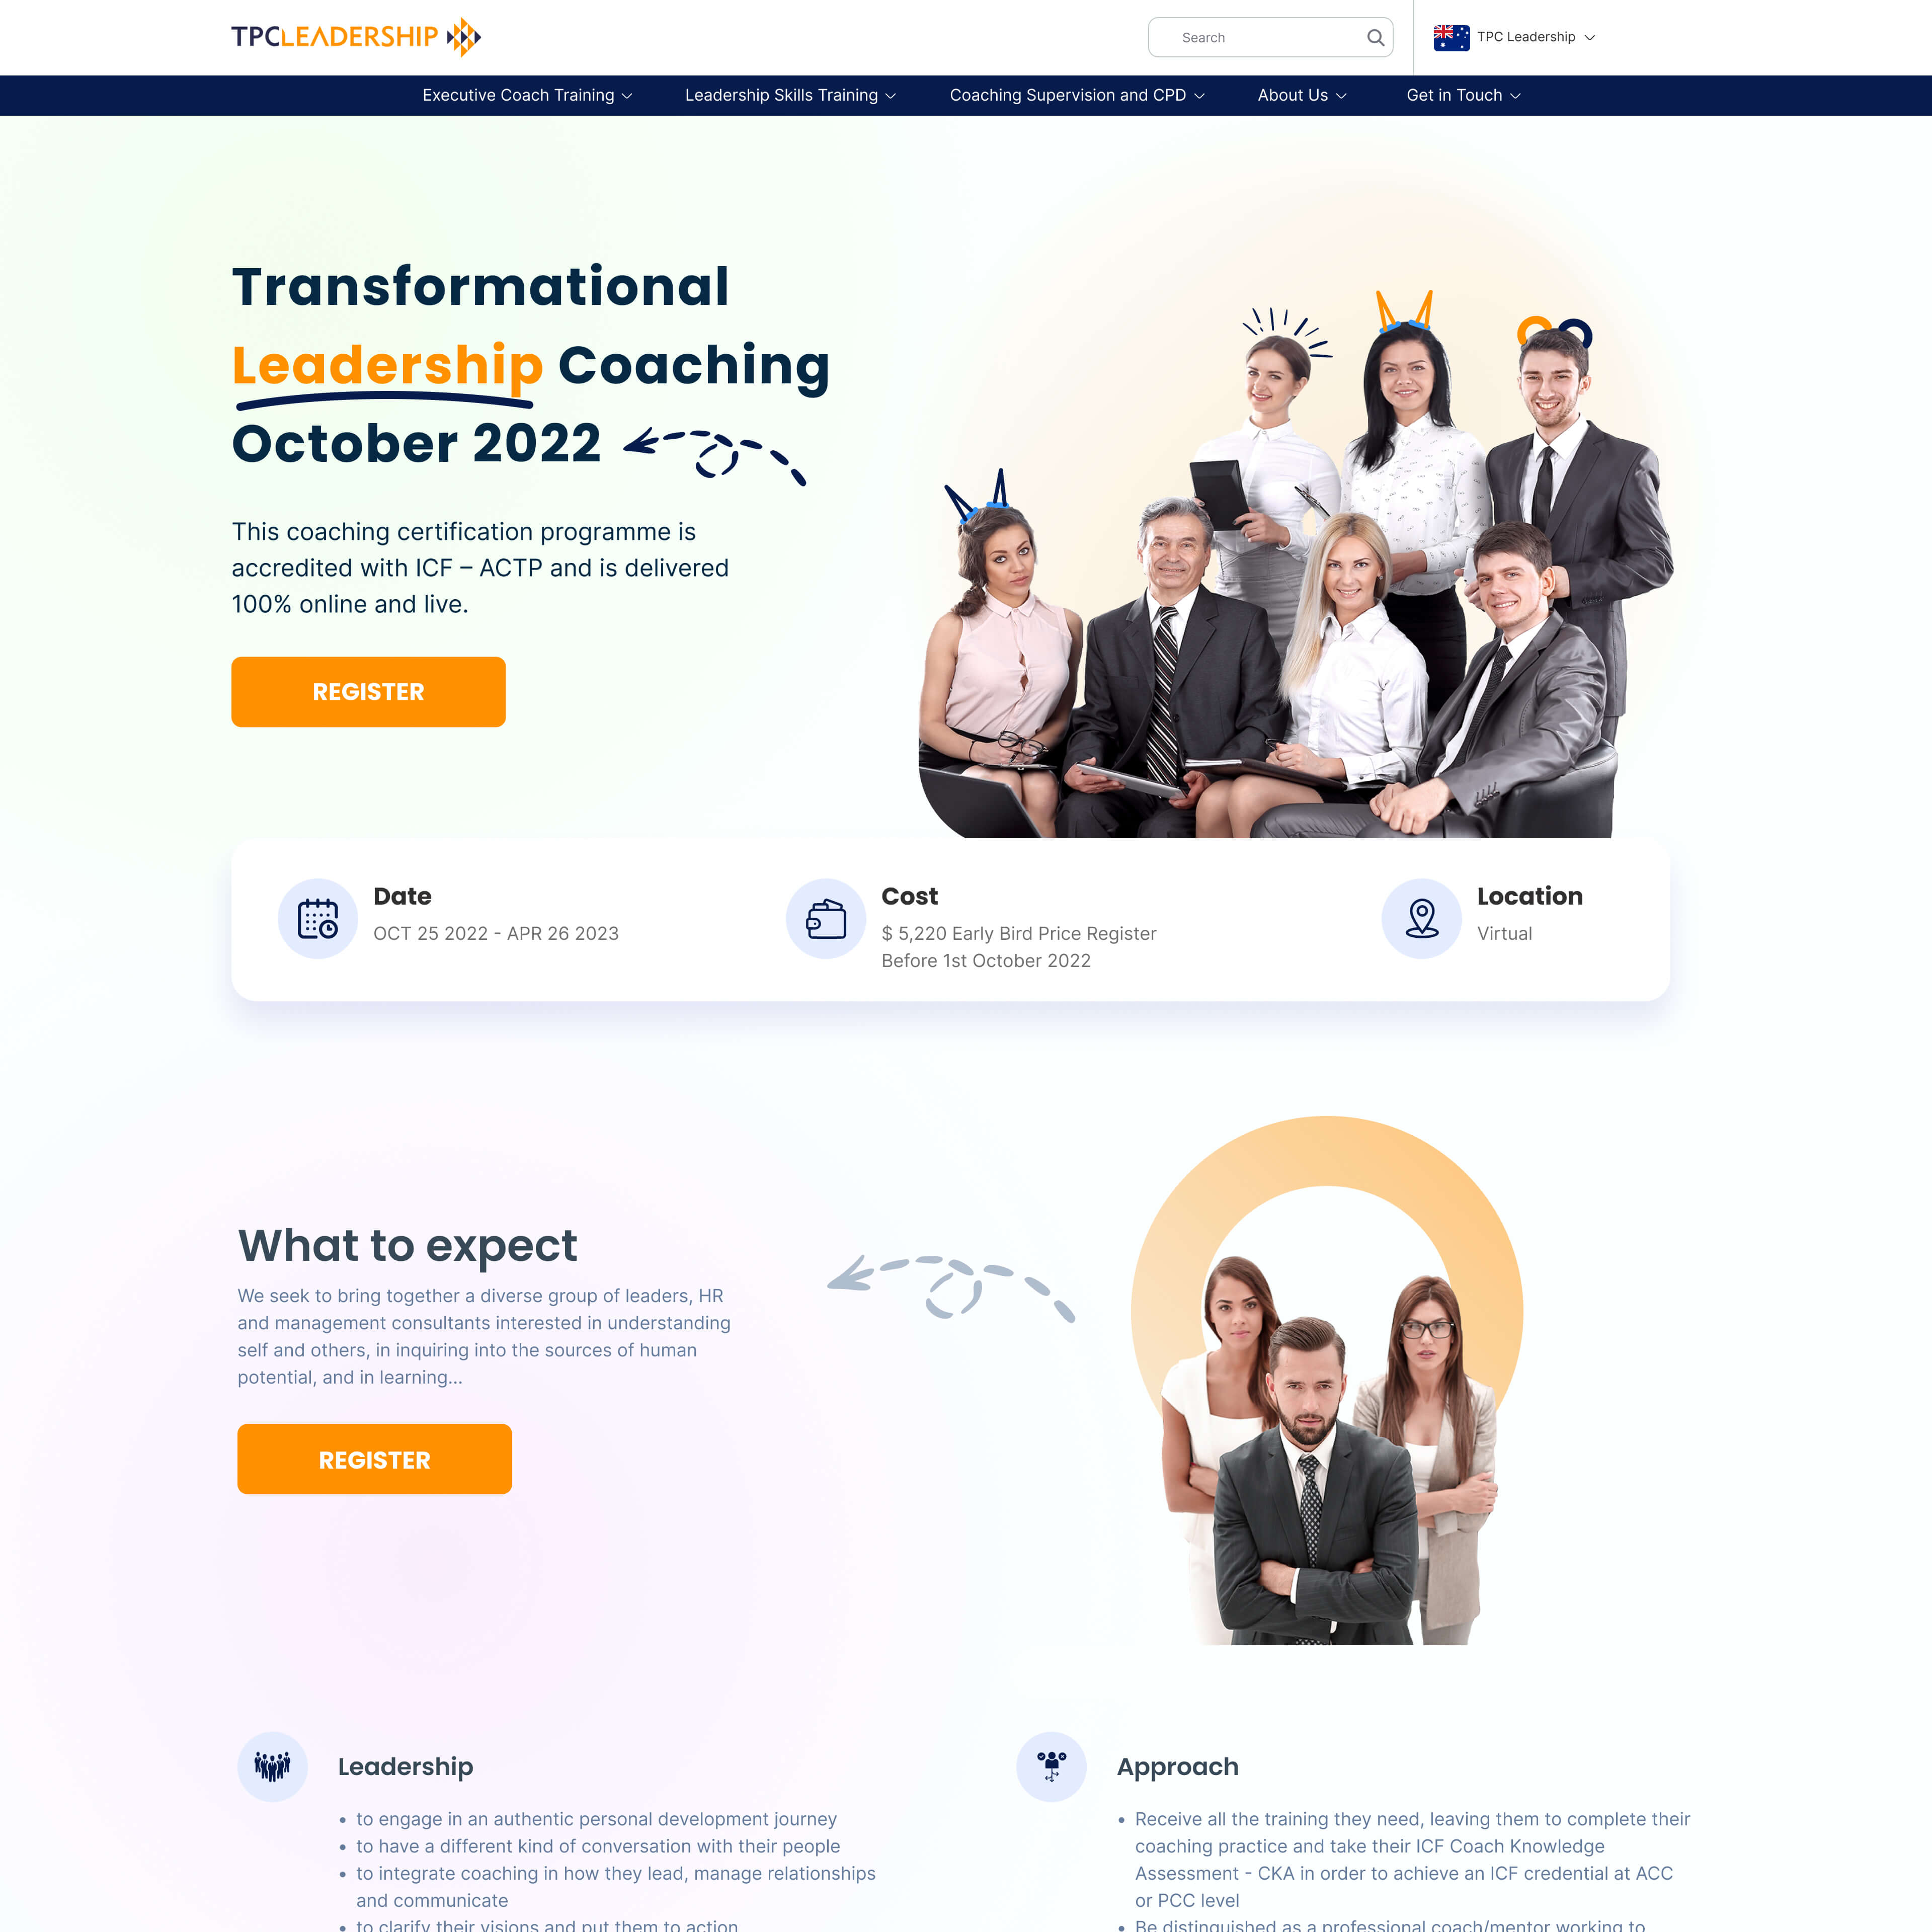 TPCLEADERSHIP
Search
TPC Leadership
Executive Coach Training
Leadership Skills Training
Coaching Supervision and CPD
About Us
Get in Touch
Transformational
Leadership Coaching
October 2022
This coaching certification programme is
accredited with ICF – ACTP and is delivered
100% online and live.
REGISTER
Date
OCT 25 2022 - APR 26 2023
Cost
$ 5,220 Early Bird Price Register
Before 1st October 2022
Location
Virtual
What to expect
We seek to bring together a diverse group of leaders, HR
and management consultants interested in understanding
self and others, in inquiring into the sources of human
potential, and in learning...
REGISTER
Leadership
• to engage in an authentic personal development journey
• to have a different kind of conversation with their people
• to integrate coaching in how they lead, manage relationships
and communicate
• to clarify their visions and put them to action
Approach
• Receive all the training they need, leaving them to complete their
coaching practice and take their ICF Coach Knowledge
Assessment - CKA in order to achieve an ICF credential at ACC
or PCC level
• Be distinguished as a professional coach/mentor working to